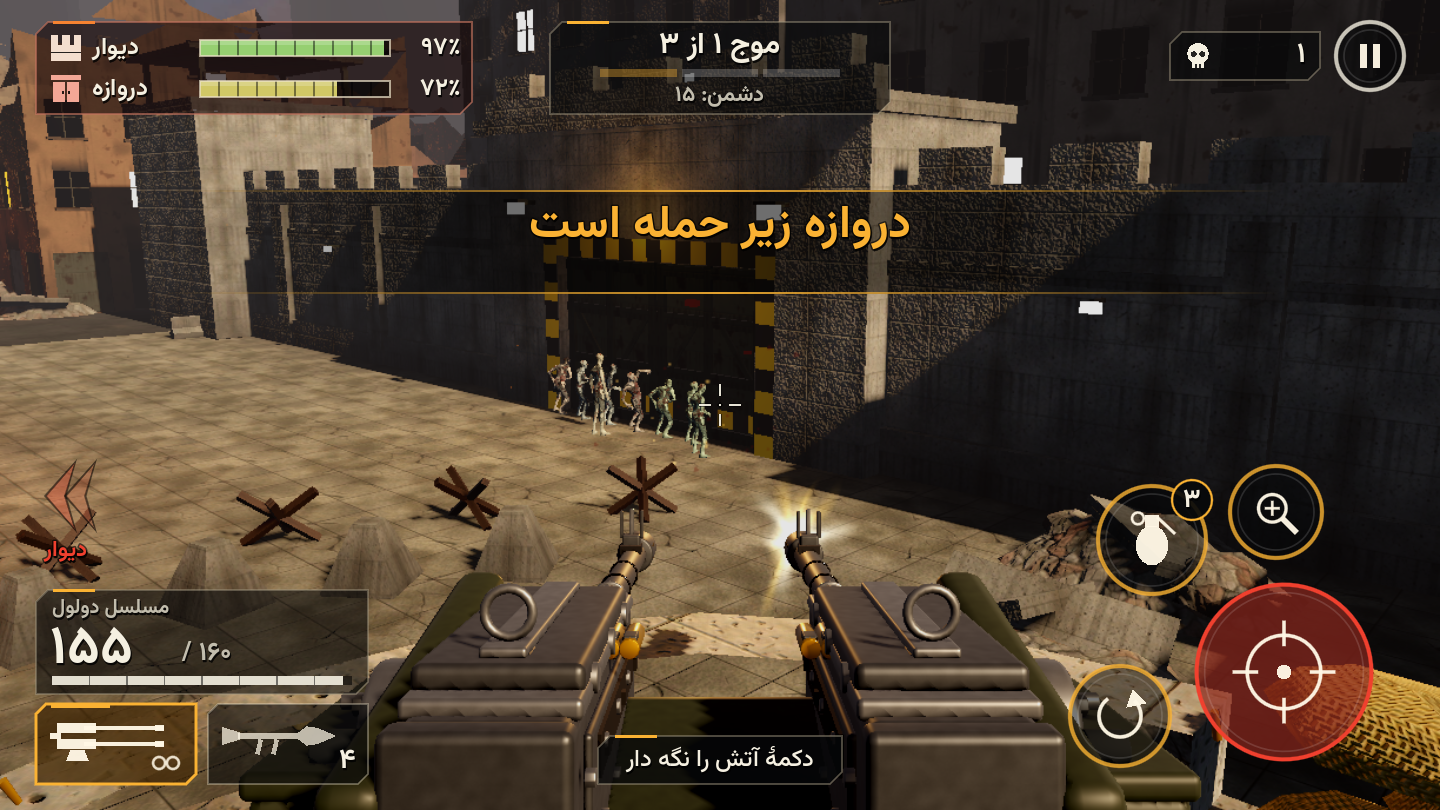 دیوار ۹۷٪
دروازه ۷۲٪
موج ۱ از ۳
دشمن: ۱۵
۱
دروازه زیر حمله است
۳
دیوار
مسلسل دولول
۱۵۵ / ۱۶۰
∞
۴
دکمهٔ آتش را نگه دار